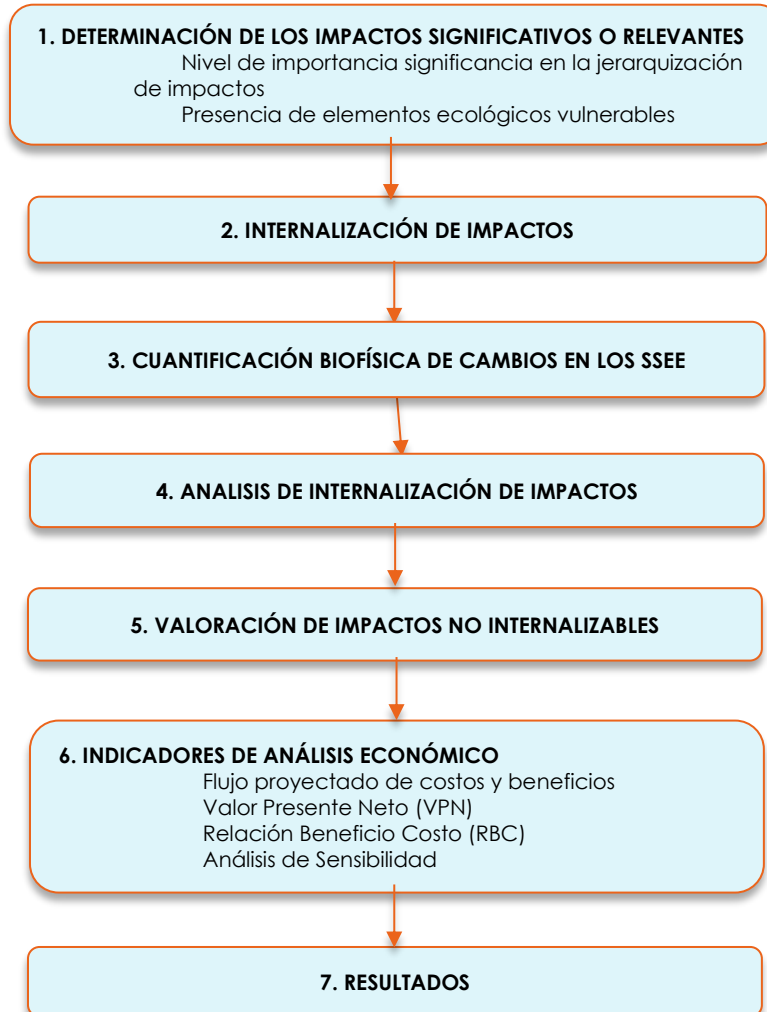 1. DETERMINACIÓN DE LOS IMPACTOS SIGNIFICATIVOS O RELEVANTES
Nivel de importancia significancia en la jerarquización
de impactos
Presencia de elementos ecológicos vulnerables
2. INTERNALIZACIÓN DE IMPACTOS
3. CUANTIFICACIÓN BIOFÍSICA DE CAMBIOS EN LOS SSEE
4. ANALISIS DE INTERNALIZACIÓN DE IMPACTOS
5. VALORACIÓN DE IMPACTOS NO INTERNALIZABLES
6. INDICADORES DE ANÁLISIS ECONÓMICO
Flujo proyectado de costos y beneficios
Valor Presente Neto (VPN)
Relación Beneficio Costo (RBC)
Análisis de Sensibilidad
7. RESULTADOS